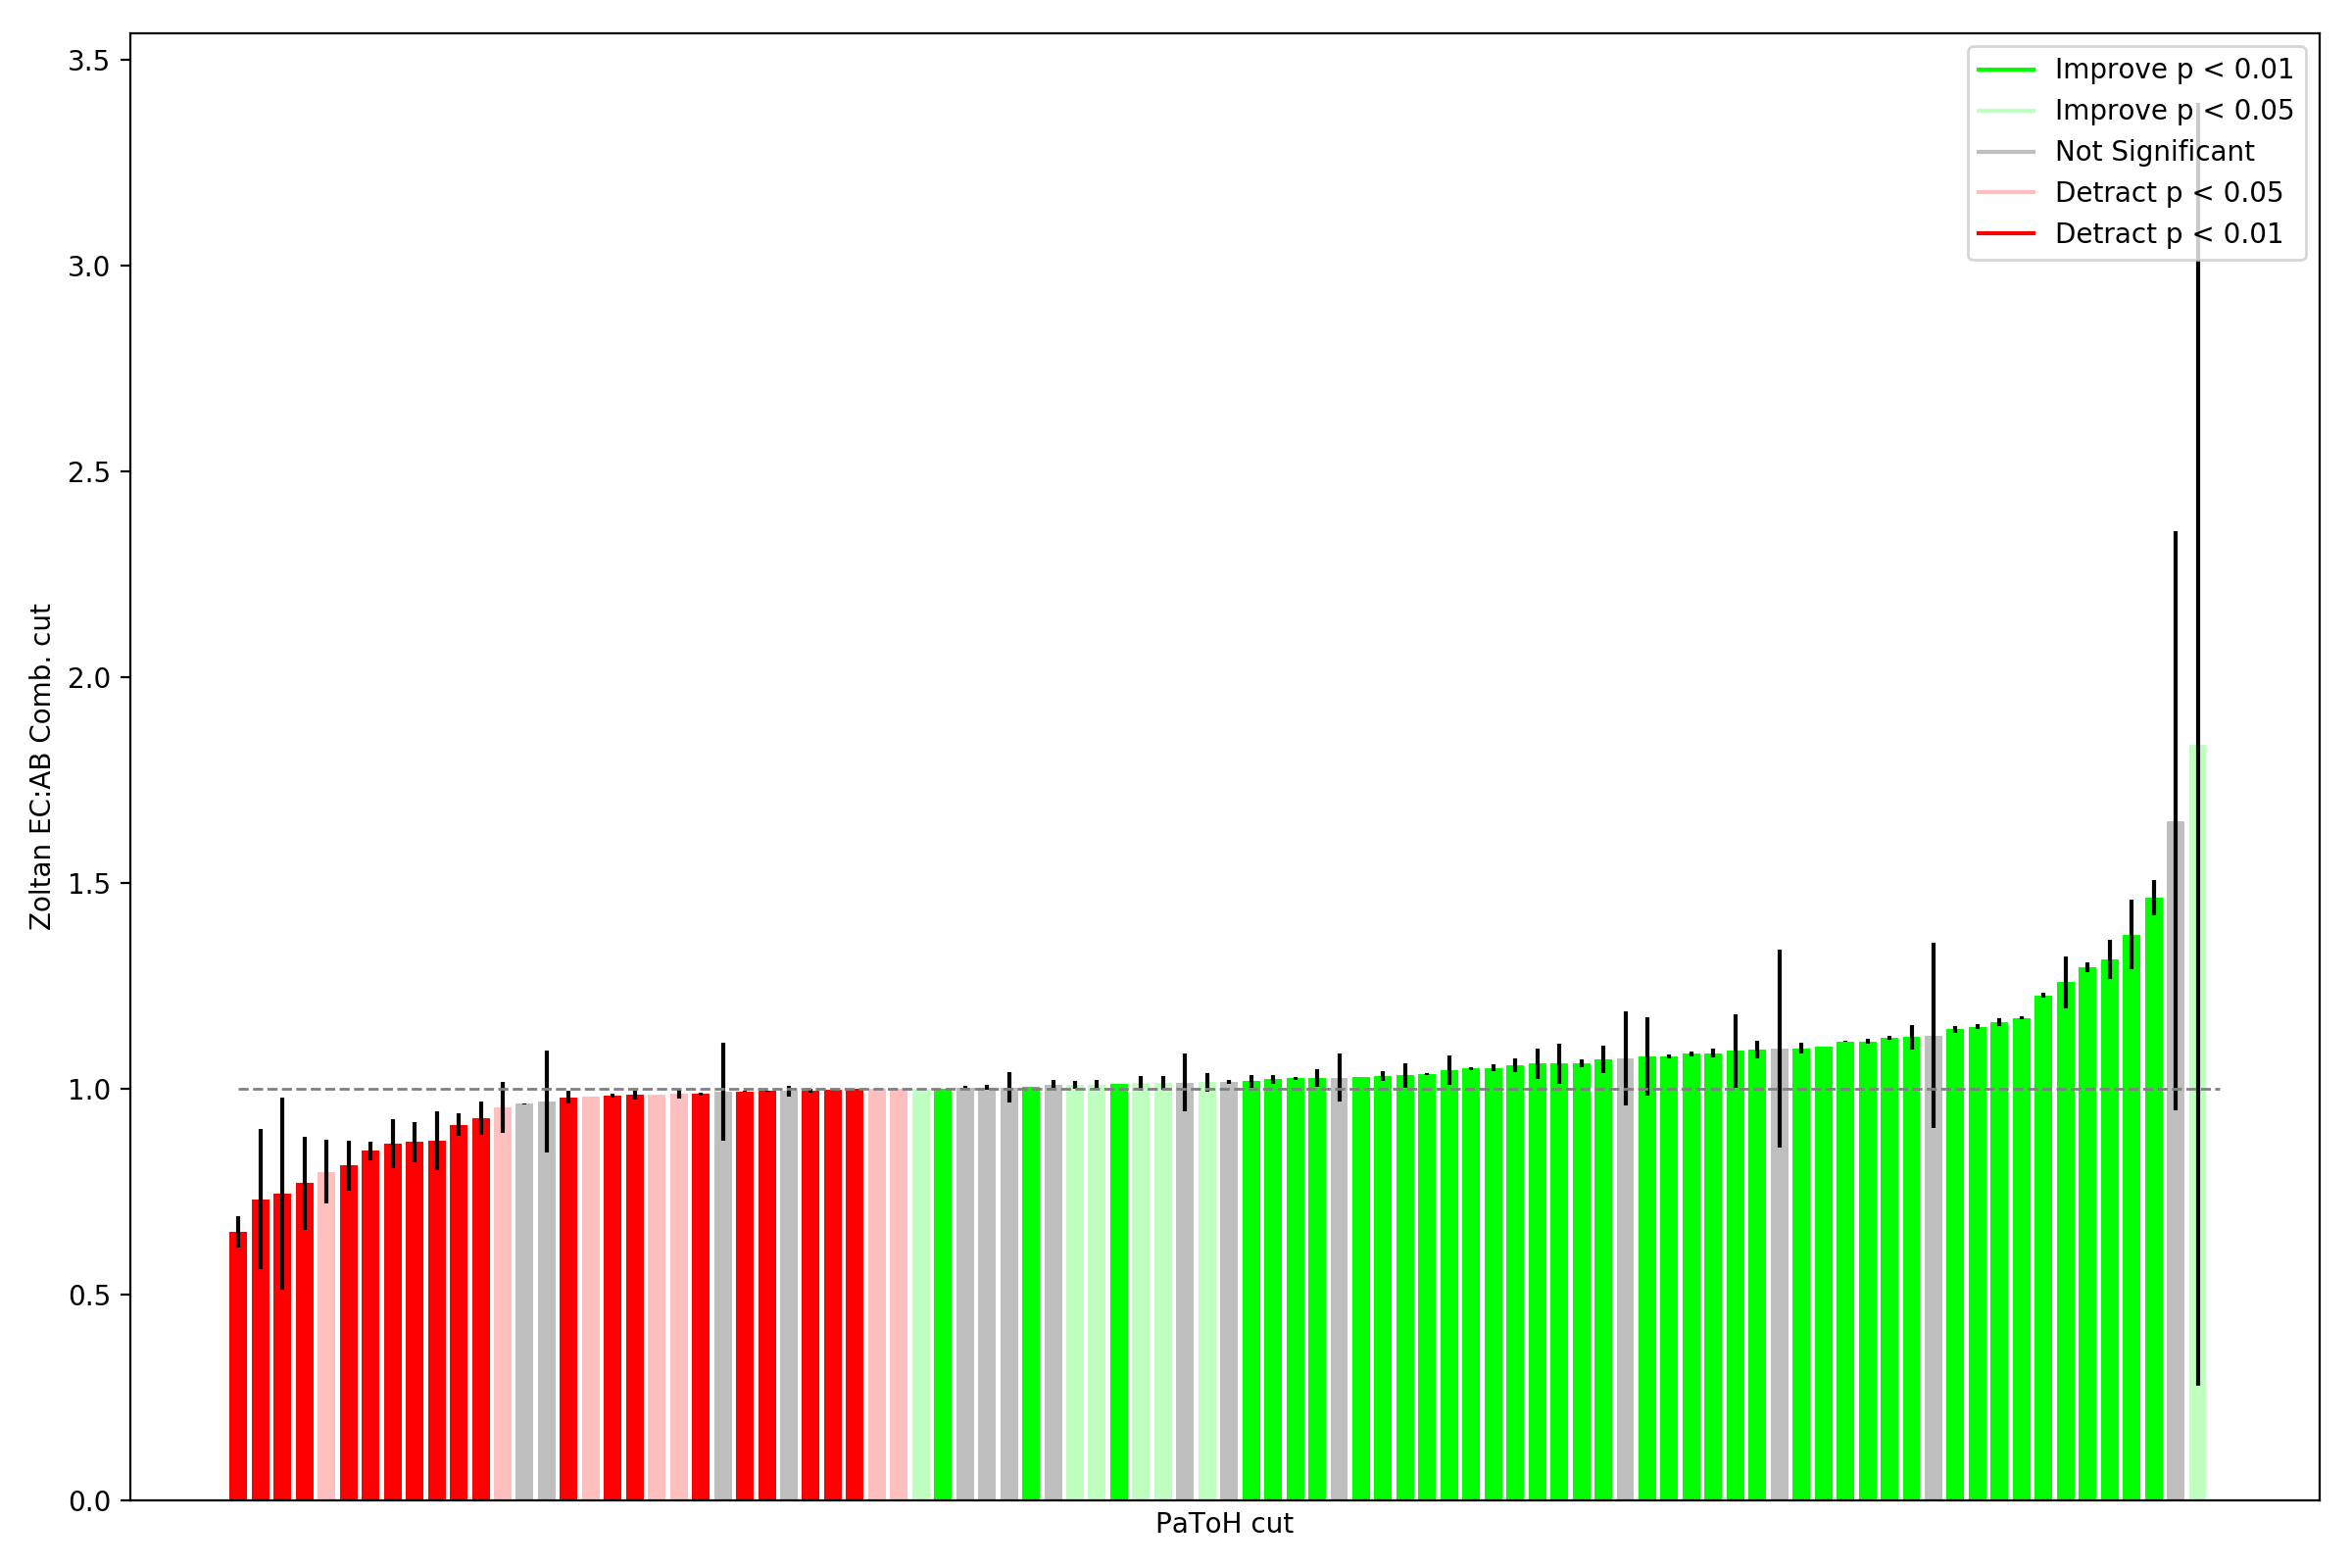 3.5
3.0
2.5
2.0
1.5
1.0
0.5
0.0
Zoltan EC:AB Comb. cut
PaToH cut
Improve p < 0.01
Improve p < 0.05
Not Significant
Detract p < 0.05
Detract p < 0.01